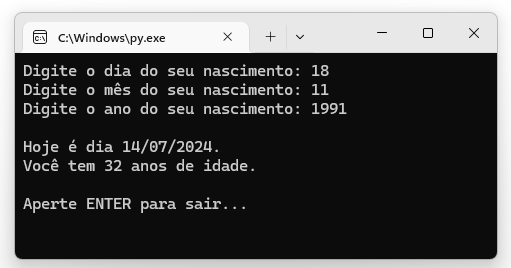 C:\Windows\py.exe
Digite o dia do seu nascimento: 18
Digite o mês do seu nascimento: 11
Digite o ano do seu nascimento: 1991
Hoje é dia 14/07/2024.
Você tem 32 anos de idade.
Aperte ENTER para sair...